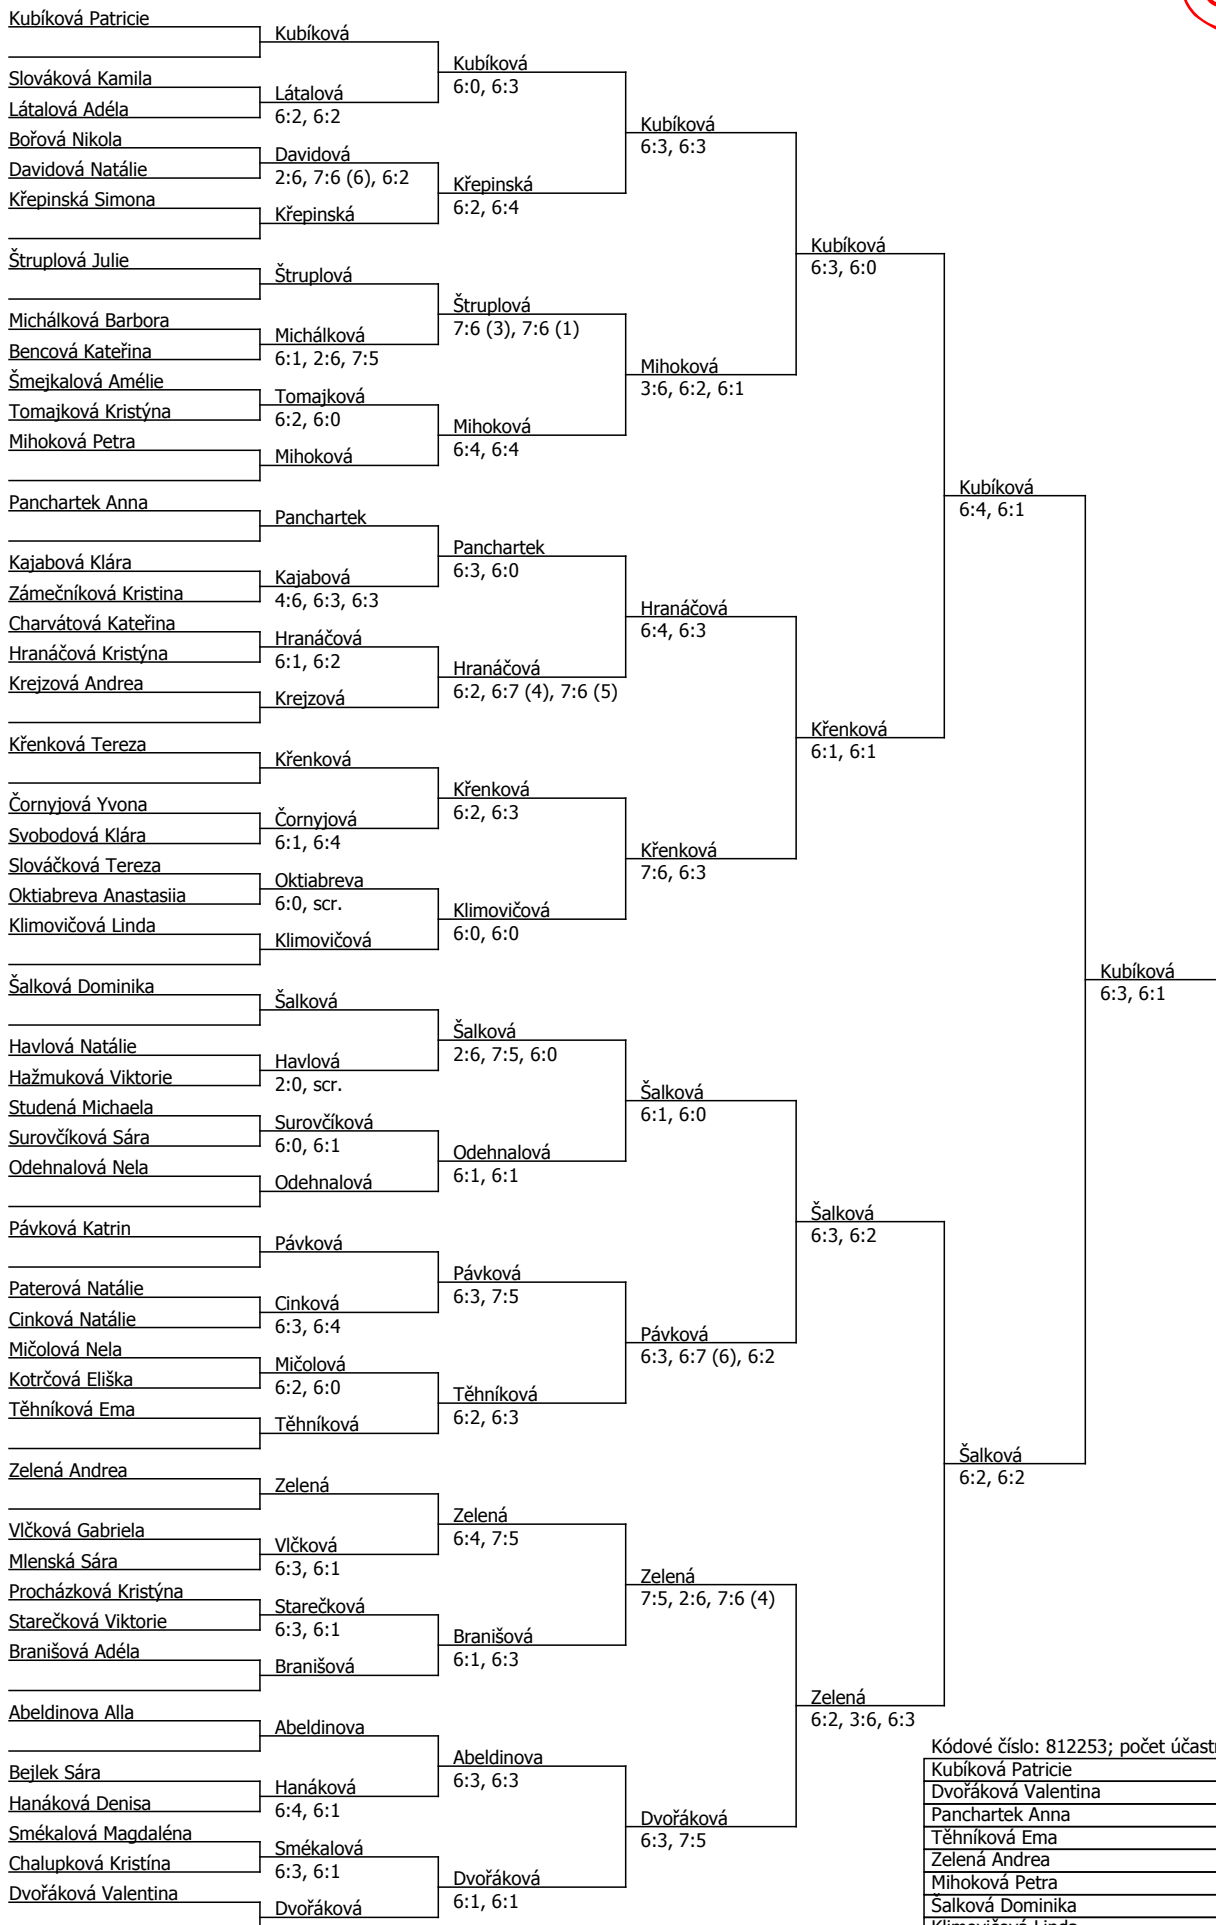 Kubíková Patricie
Slováková Kamila
Látalová Adéla
Bořová Nikola
Davidová Natálie
Křepinská Simona
Štruplová Julie
Michálková Barbora
Bencová Kateřina
Šmejkalová Amélie
Tomajková Kristýna
Mihoková Petra
Panchartek Anna
Kajabová Klára
Zámečníková Kristina
Charvátová Kateřina
Hranáčová Kristýna
Krejzová Andrea
Křenková Tereza
Čornyjová Yvona
Svobodová Klára
Slováčková Tereza
Oktiabreva Anastasiia
Klimovičová Linda
Šalková Dominika
Havlová Natálie
Hažmuková Viktorie
Studená Michaela
Surovčíková Sára
Odehnalová Nela
Pávková Katrin
Paterová Natálie
Cinková Natálie
Mičolová Nela
Kotrčová Eliška
Těhníková Ema
Zelená Andrea
Vlčková Gabriela
Mlenská Sára
Procházková Kristýna
Starečková Viktorie
Branišová Adéla
Abeldinova Alla
Bejlek Sára
Hanáková Denisa
Smékalová Magdaléna
Chalupková Kristína
Dvořáková Valentina
Kubíková
Látalová
6:2, 6:2
Davidová
2:6, 7:6 (6), 6:2
Křepinská
Štruplová
Michálková
6:1, 2:6, 7:5
Tomajková
6:2, 6:0
Mihoková
Panchartek
Kajabová
4:6, 6:3, 6:3
Hranáčová
6:1, 6:2
Krejzová
Křenková
Čornyjová
6:1, 6:4
Oktiabreva
6:0, scr.
Klimovičová
Šalková
Havlová
2:0, scr.
Surovčíková
6:0, 6:1
Odehnalová
Pávková
Cinková
6:3, 6:4
Mičolová
6:2, 6:0
Těhníková
Zelená
Vlčková
6:3, 6:1
Starečková
6:3, 6:1
Branišová
Abeldinova
Hanáková
6:4, 6:1
Smékalová
6:3, 6:1
Dvořáková
Kubíková
6:0, 6:3
Křepinská
6:2, 6:4
Štruplová
7:6 (3), 7:6 (1)
Mihoková
6:4, 6:4
Panchartek
6:3, 6:0
Hranáčová
6:2, 6:7 (4), 7:6 (5)
Křenková
6:2, 6:3
Klimovičová
6:0, 6:0
Šalková
2:6, 7:5, 6:0
Odehnalová
6:1, 6:1
Pávková
6:3, 7:5
Těhníková
6:2, 6:3
Zelená
6:4, 7:5
Branišová
6:1, 6:3
Abeldinova
6:3, 6:3
Dvořáková
6:1, 6:1
Kubíková
6:3, 6:3
Mihoková
3:6, 6:2, 6:1
Hranáčová
6:4, 6:3
Křenková
7:6, 6:3
Šalková
6:1, 6:0
Pávková
6:3, 6:7 (6), 6:2
Zelená
7:5, 2:6, 7:6 (4)
Dvořáková
6:3, 7:5
Kubíková
6:3, 6:0
Křenková
6:1, 6:1
Šalková
6:3, 6:2
Zelená
6:2, 3:6, 6:3
Kubíková
6:4, 6:1
Šalková
6:2, 6:2
Kubíková
6:3, 6:1
Kódové číslo: 812253; počet účast
Kubíková Patricie
Dvořáková Valentina
Panchartek Anna
Těhníková Ema
Zelená Andrea
Mihoková Petra
Šalková Dominika
Klimovičová Linda